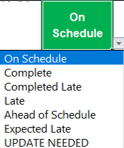 On
Schedule
On Schedule
Complete
Completed Late
Late
Ahead of Schedule
Expected Late
UPDATE NEEDED